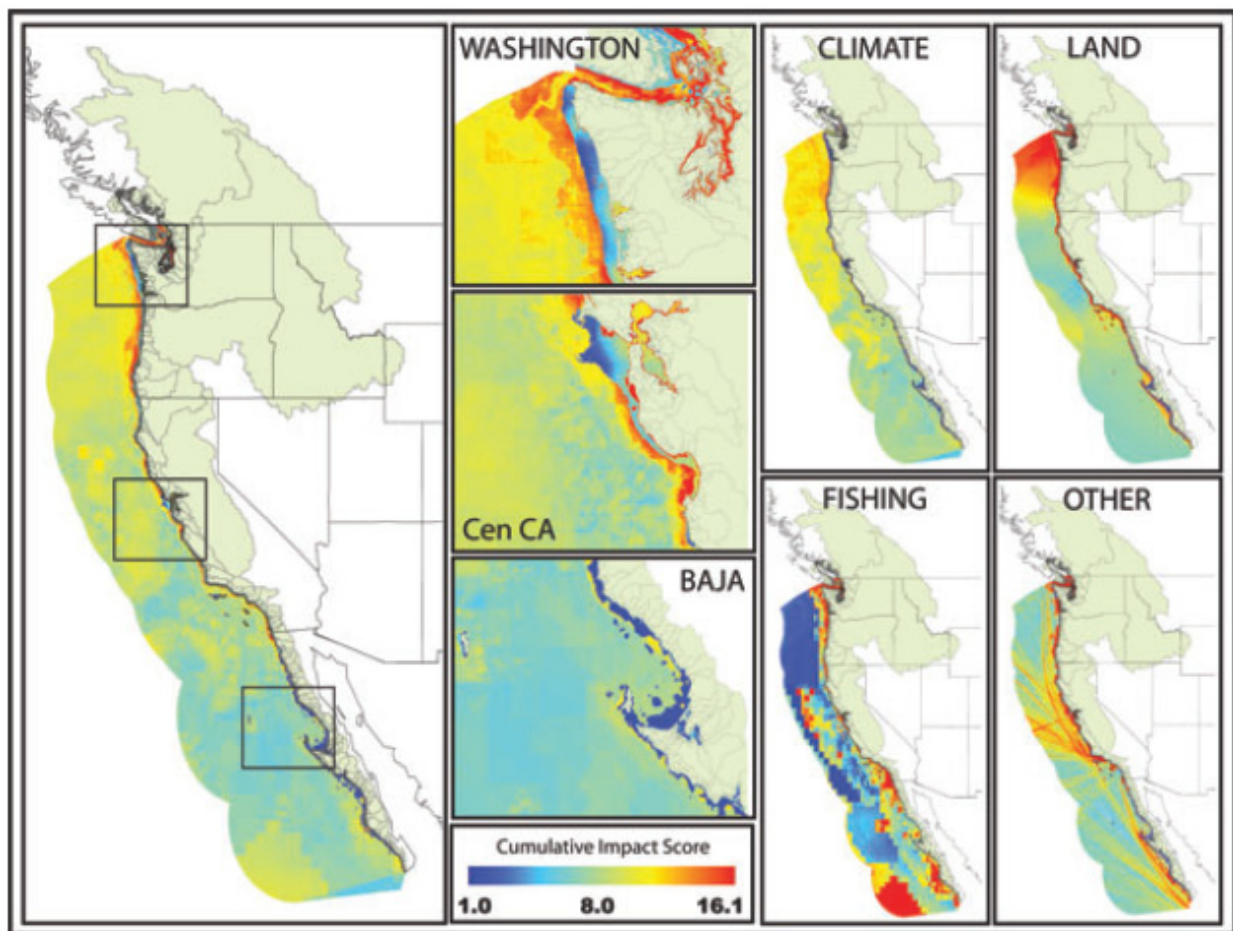 WASHINGTON
CLIMATE
LAND
Cen CA
FISHING
OTHER
BAJA
Cumulative Impact Score
1.0 8.0 16.1